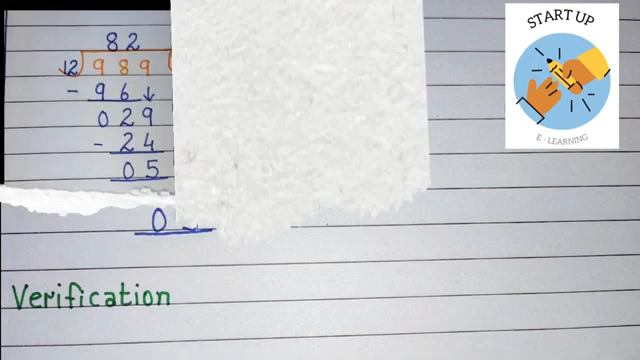 82
12 989
- 96
029
- 24
05
0
Verification
START UP
E - LEARNING